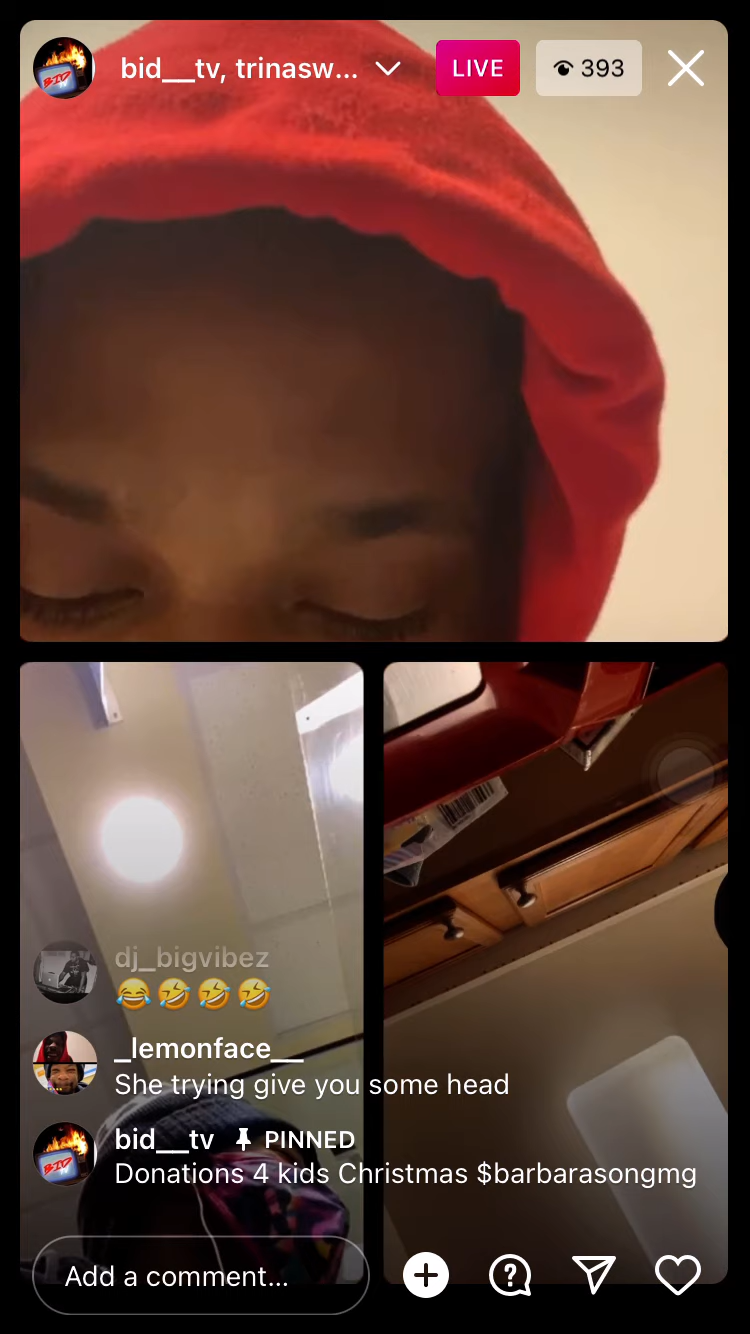 bid__tv, trinasw...
LIVE
393
dj_bigvibez
😂🤣🤣🤣
_lemonface__
She trying give you some head
bid__tv PINNED
Donations 4 kids Christmas $barbarasongmg
Add a comment...